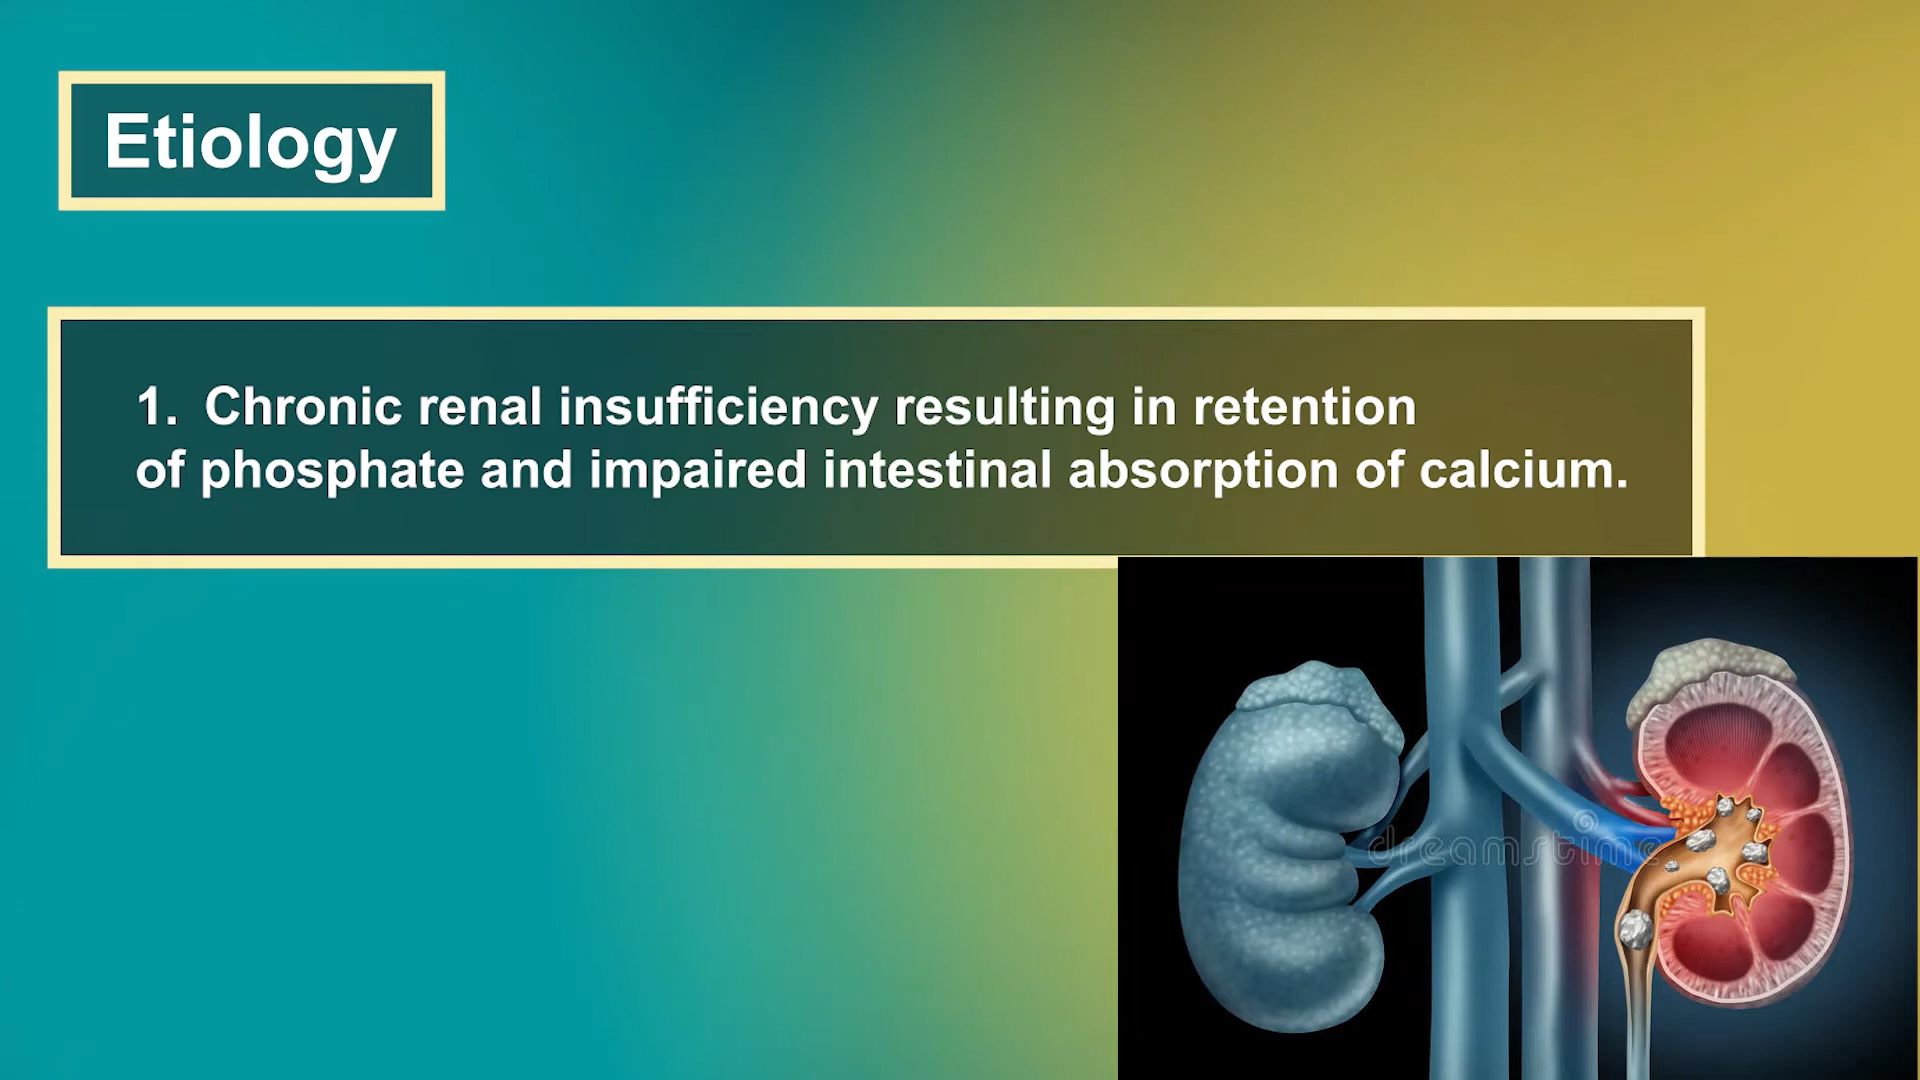 Etiology
1. Chronic renal insufficiency resulting in retention
of phosphate and impaired intestinal absorption of calcium.
dreamstime